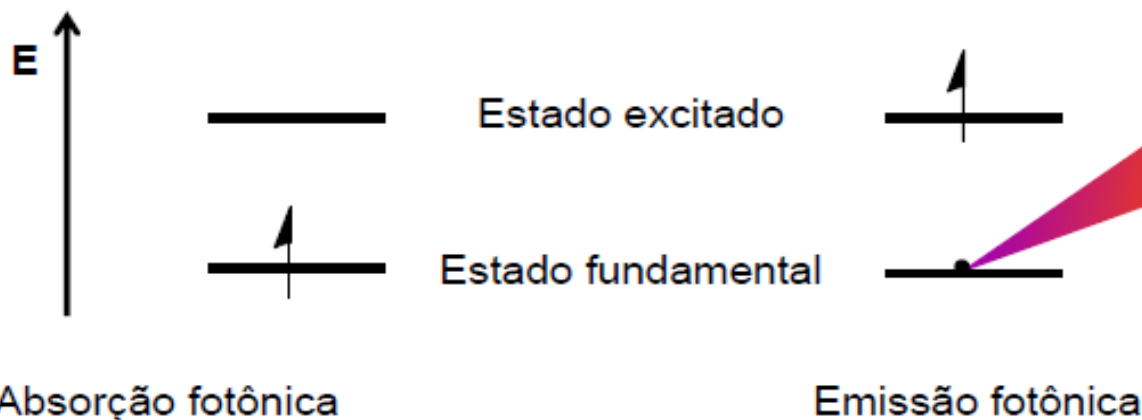 E
Estado excitado
Estado fundamental
Absorção fotônica
Emissão fotônica